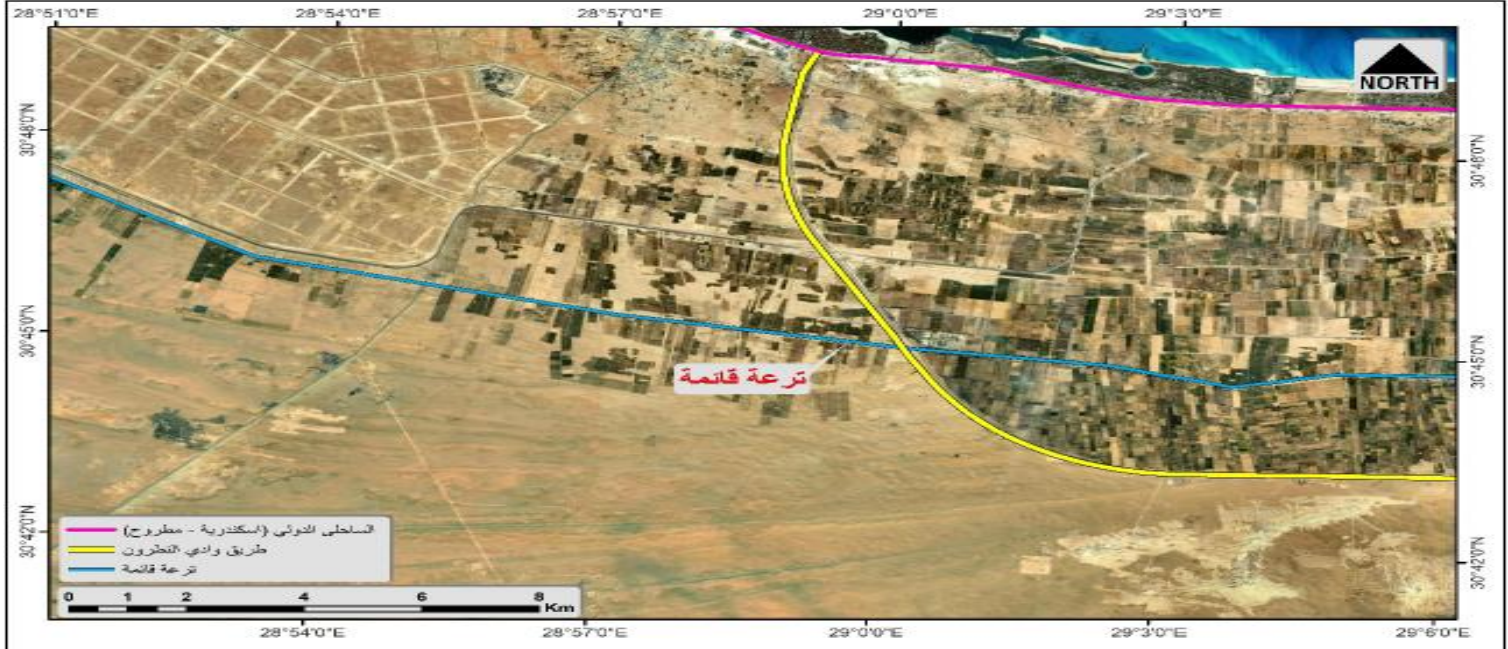 28°51'0"E 28°54'0"E 28°57'0"E 29°0'0"E 29°3'0"E
NORTH
30°48'0"N
30°48'0"N
30°45'0"N
30°45'0"N
ترعة قائمة
30°42'0"N
30°42'0"N
الساحلى الدولي (اسكندرية - مطروح)
طريق وادي النطرون
ترعة قائمة
0 1 2 4 6 8
Km
28°54'0"E 28°57'0"E 29°0'0"E 29°3'0"E 29°6'0"E